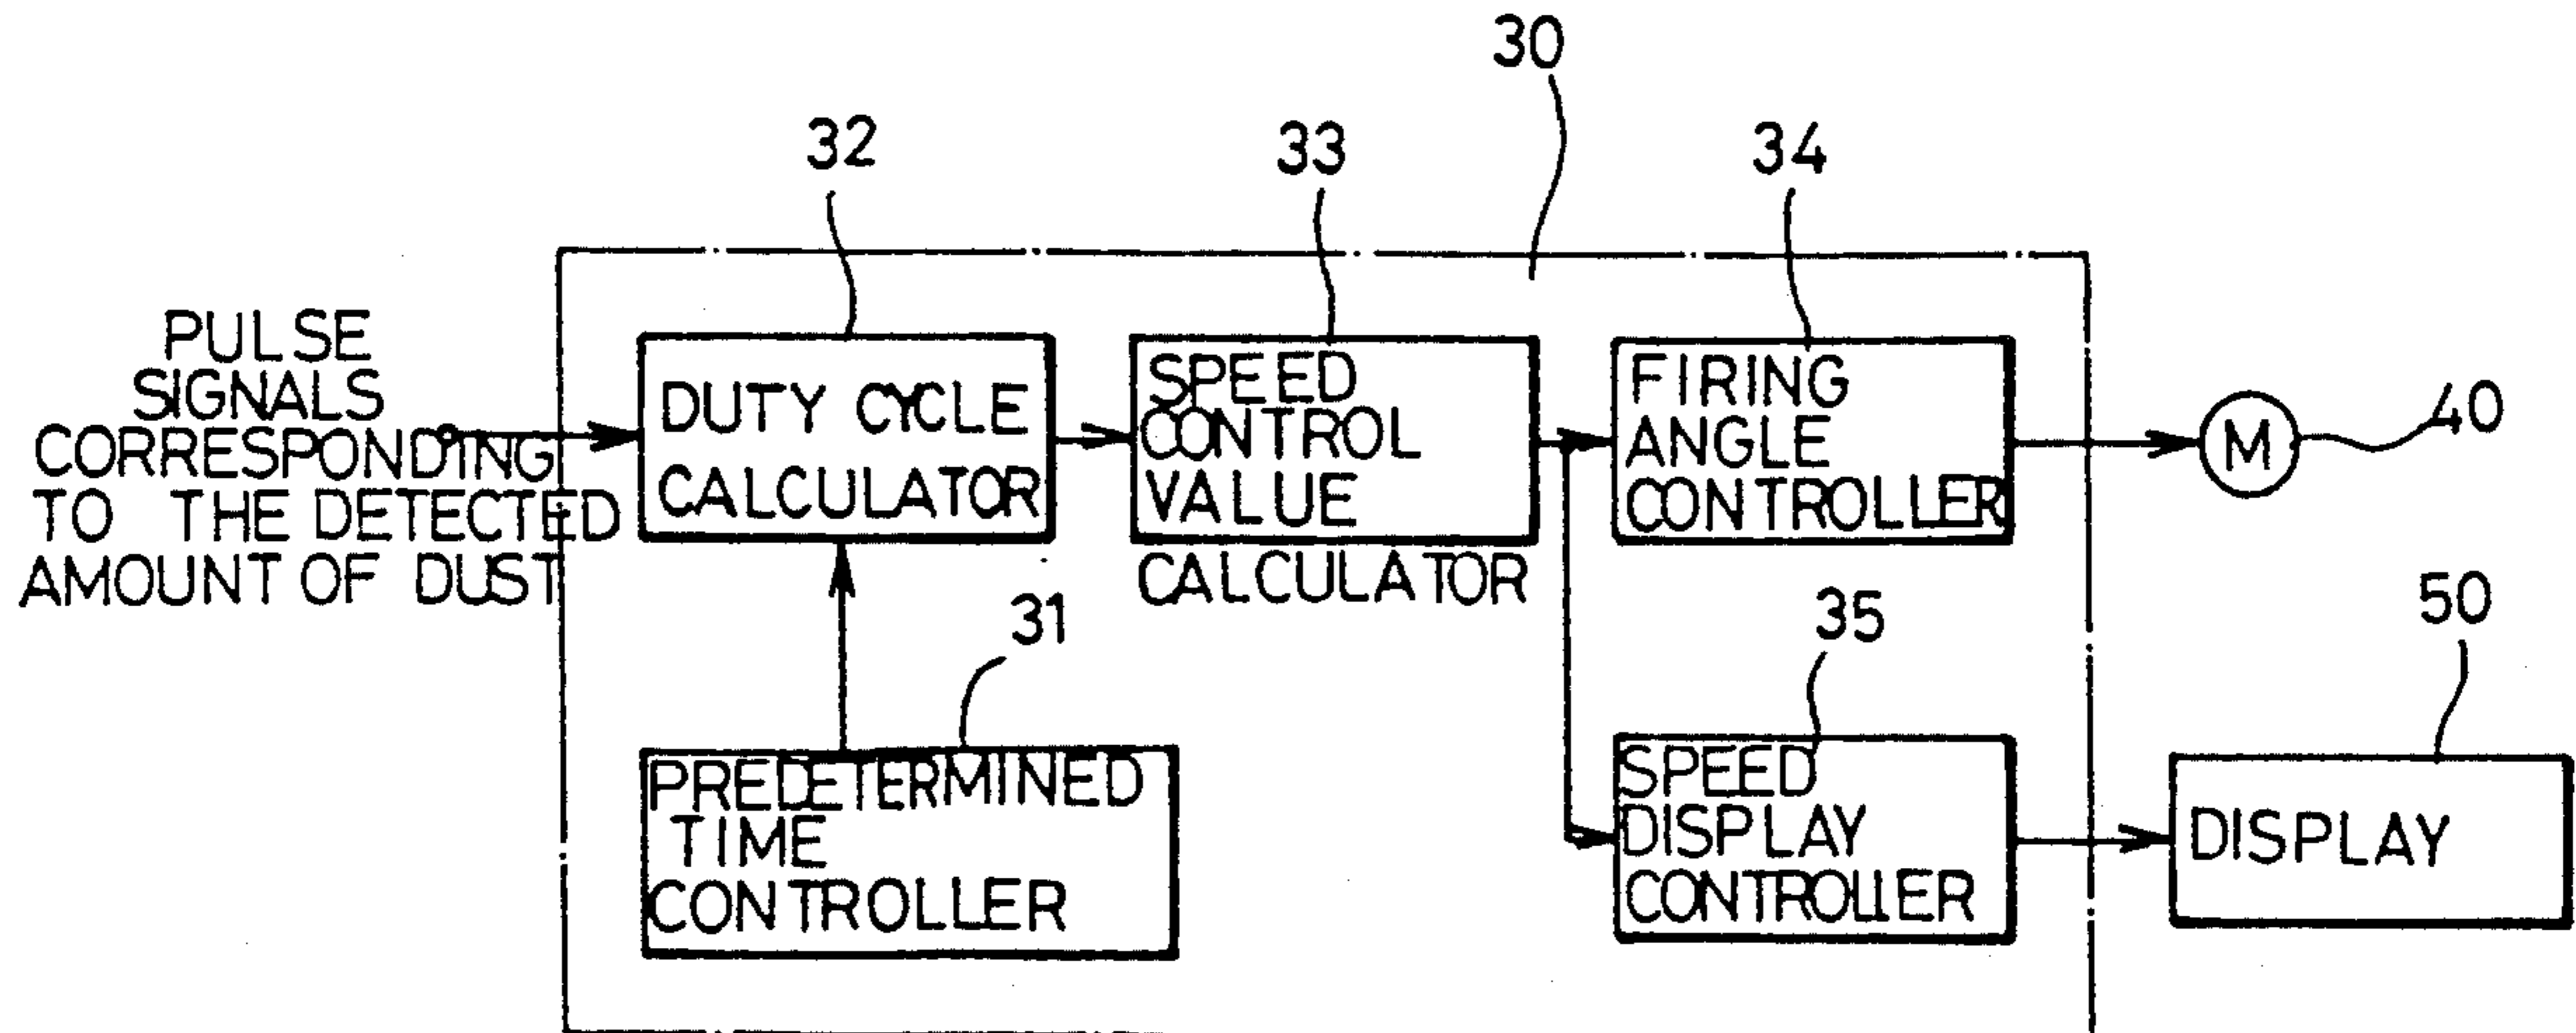 30
32
33
34
PULSE
SIGNALS
CORRESPONDING
TO THE DETECTED
AMOUNT OF DUST
DUTY CYCLE
CALCULATOR
SPEED
CONTROL
VALUE
CALCULATOR
FIRING
ANGLE
CONTROLLER
M
40
31
35
50
PREDETERMINED
TIME
CONTROLLER
SPEED
DISPLAY
CONTROLLER
DISPLAY